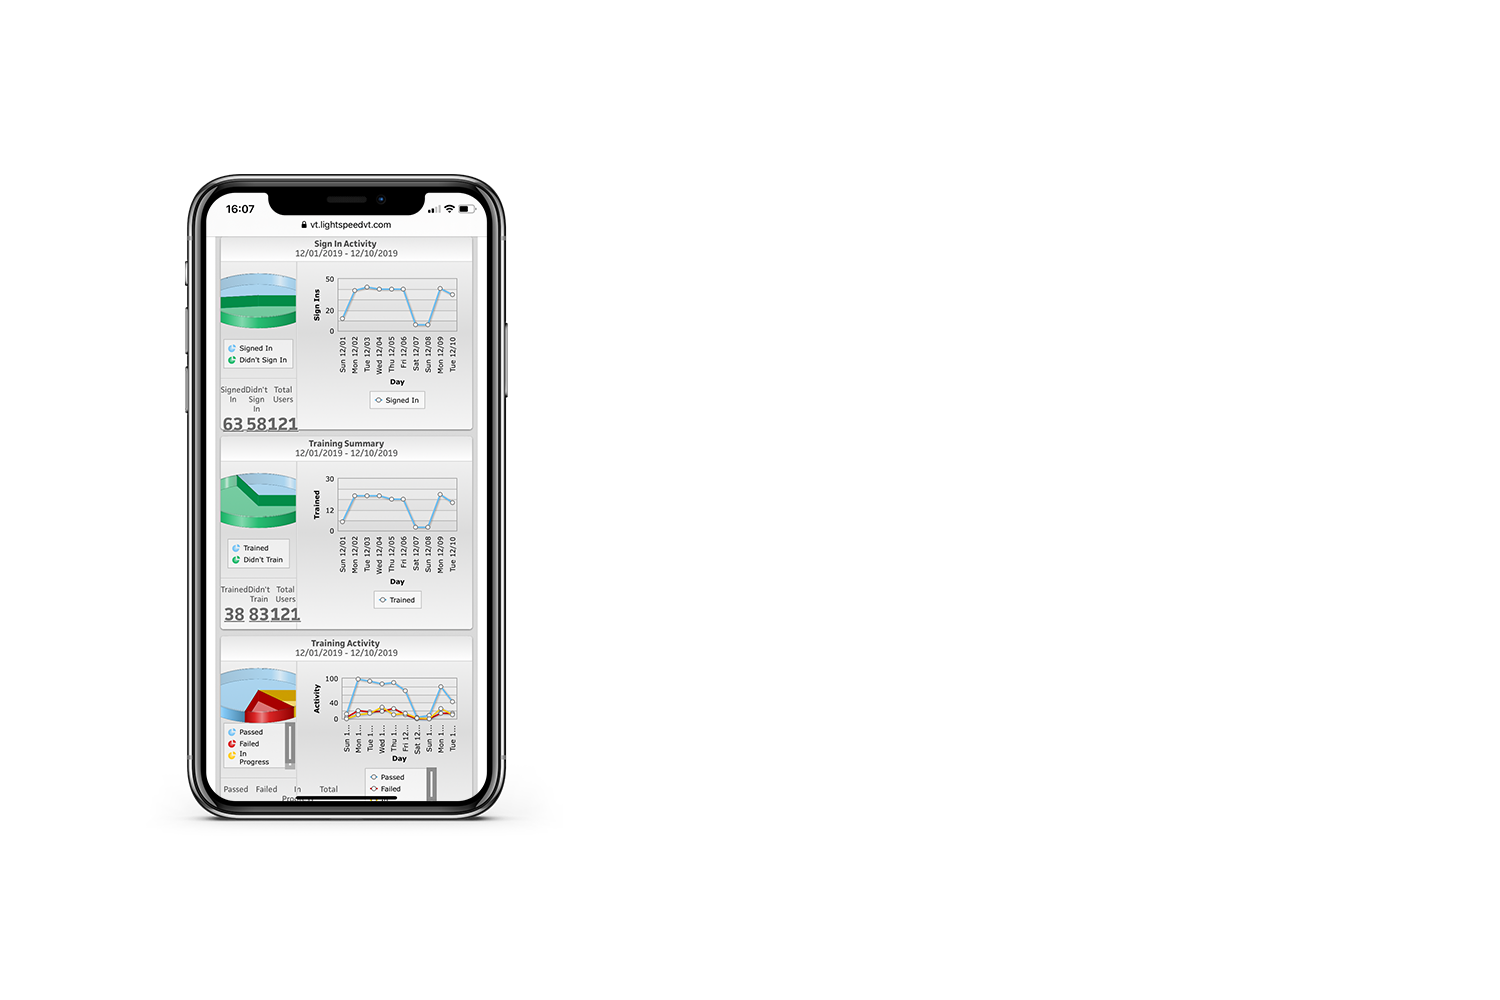 16:07
vt.lightspeedvt.com
Sign In Activity
12/01/2019 - 12/10/2019
50
20
0
Sign Ins
Sun 12/01
Mon 12/02
Tue 12/03
Wed 12/04
Thu 12/05
Fri 12/06
Sat 12/07
Sun 12/08
Mon 12/09
Tue 12/10
Day
Signed In
Signed In
Didn't Sign In
Signed In
Didn't Sign In
Total Users
63 58 121
Training Summary
12/01/2019 - 12/10/2019
30
12
0
Trained
Sun 12/01
Mon 12/02
Tue 12/03
Wed 12/04
Thu 12/05
Fri 12/06
Sat 12/07
Sun 12/08
Mon 12/09
Tue 12/10
Day
Trained
Trained
Didn't Train
Trained
Didn't Train
Total Users
38 83 121
Training Activity
12/01/2019 - 12/10/2019
100
40
0
Activity
Sun 1...
Mon 1...
Tue 1...
Wed 1...
Thu 1...
Fri 12...
Sat 12...
Sun 1...
Mon 1...
Tue 1...
Day
Passed
Failed
Passed
Failed
In
Progress
Passed Failed In Total